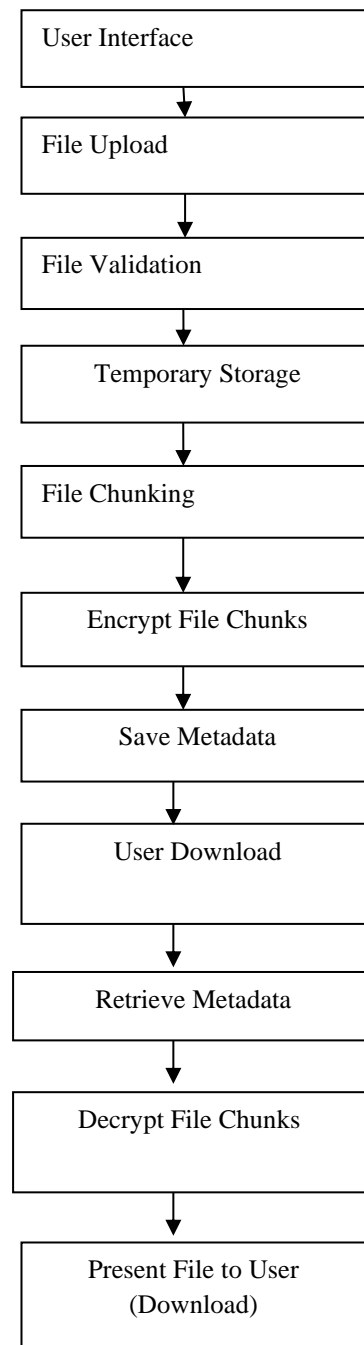 User Interface
File Upload
File Validation
Temporary Storage
File Chunking
Encrypt File Chunks
Save Metadata
User Download
Retrieve Metadata
Decrypt File Chunks
Present File to User
(Download)